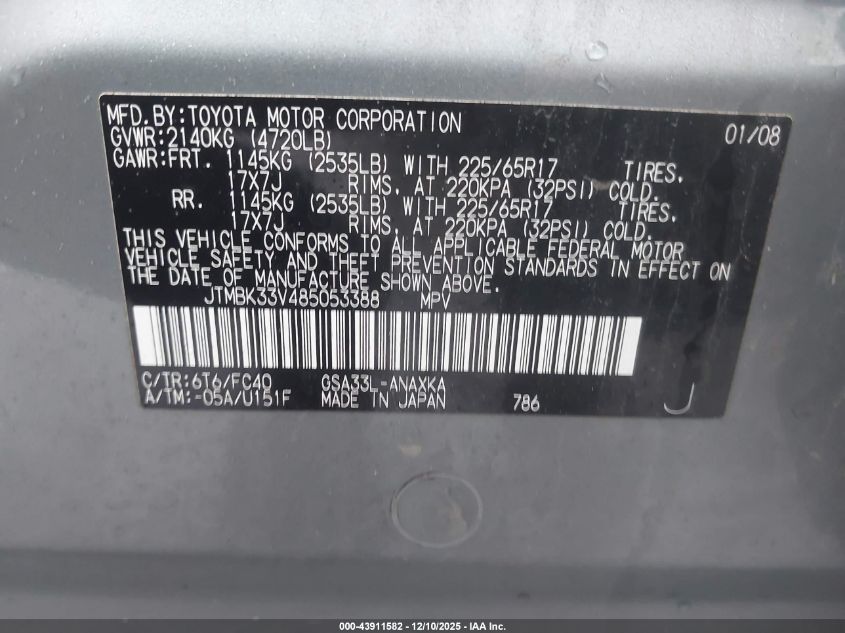 MFD.BY:TOYOTA MOTOR CORPORATION 01/08
GVWR:2140KG (4720LB)
GAWR:FRT. 1145KG (2535LB) WITH 225/65R17 TIRES,
17X7J RIMS, AT 220KPA (32PSI) COLD.
RR. 1145KG (2535LB) WITH 225/65R17 TIRES,
17X7J RIMS, AT 220KPA (32PSI) COLD.
THIS VEHICLE CONFORMS TO ALL APPLICABLE FEDERAL MOTOR
VEHICLE SAFETY AND THEFT PREVENTION STANDARDS IN EFFECT ON
THE DATE OF MANUFACTURE SHOWN ABOVE.
JTMBK33V485053388 MPV
C/TR:6T6/FC40 GSA33L-ANAXKA
A/TM:-05A/U151F MADE IN JAPAN 786 J
000-43911582 - 12/10/2025 - IAA Inc.